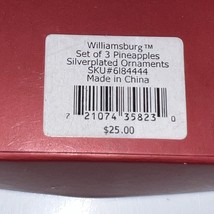 Williamsburg™
Set of 3 Pineapples
Silverplated Ornaments
SKU#6184444
Made in China
7 21074 35823 0
$25.00